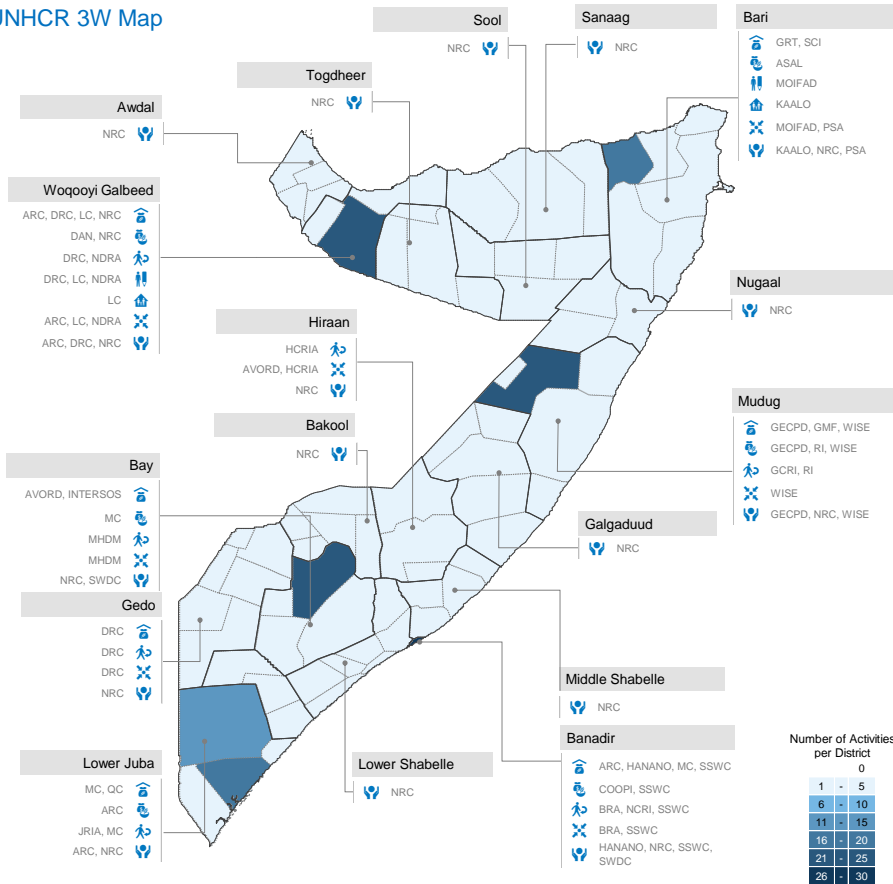 UNHCR 3W Map
Sool
NRC
Sanaag
NRC
Bari
GRT, SCI
ASAL
MOIFAD
KAALO
MOIFAD, PSA
KAALO, NRC, PSA
Togdheer
NRC
Awdal
NRC
Woqooyi Galbeed
ARC, DRC, LC, NRC
DAN, NRC
DRC, NDRA
DRC, LC, NDRA
LC
ARC, LC, NDRA
ARC, DRC, NRC
Nugaal
NRC
Hiraan
HCRIA
AVORD, HCRIA
NRC
Mudug
GECPD, GMF, WISE
GECPD, RI, WISE
GCRI, RI
WISE
GECPD, NRC, WISE
Bakool
NRC
Bay
AVORD, INTERSOS
MC
MHDM
MHDM
NRC, SWDC
Galgaduud
NRC
Gedo
DRC
DRC
DRC
NRC
Middle Shabelle
NRC
Banadir
ARC, HANANO, MC, SSWC
COOPI, SSWC
BRA, NCRI, SSWC
BRA, SSWC
HANANO, NRC, SSWC,
SWDC
Lower Juba
MC, QC
ARC
JRIA, MC
ARC, NRC
Lower Shabelle
NRC
Number of Activities
per District
0
1 - 5
6 - 10
11 - 15
16 - 20
21 - 25
26 - 30